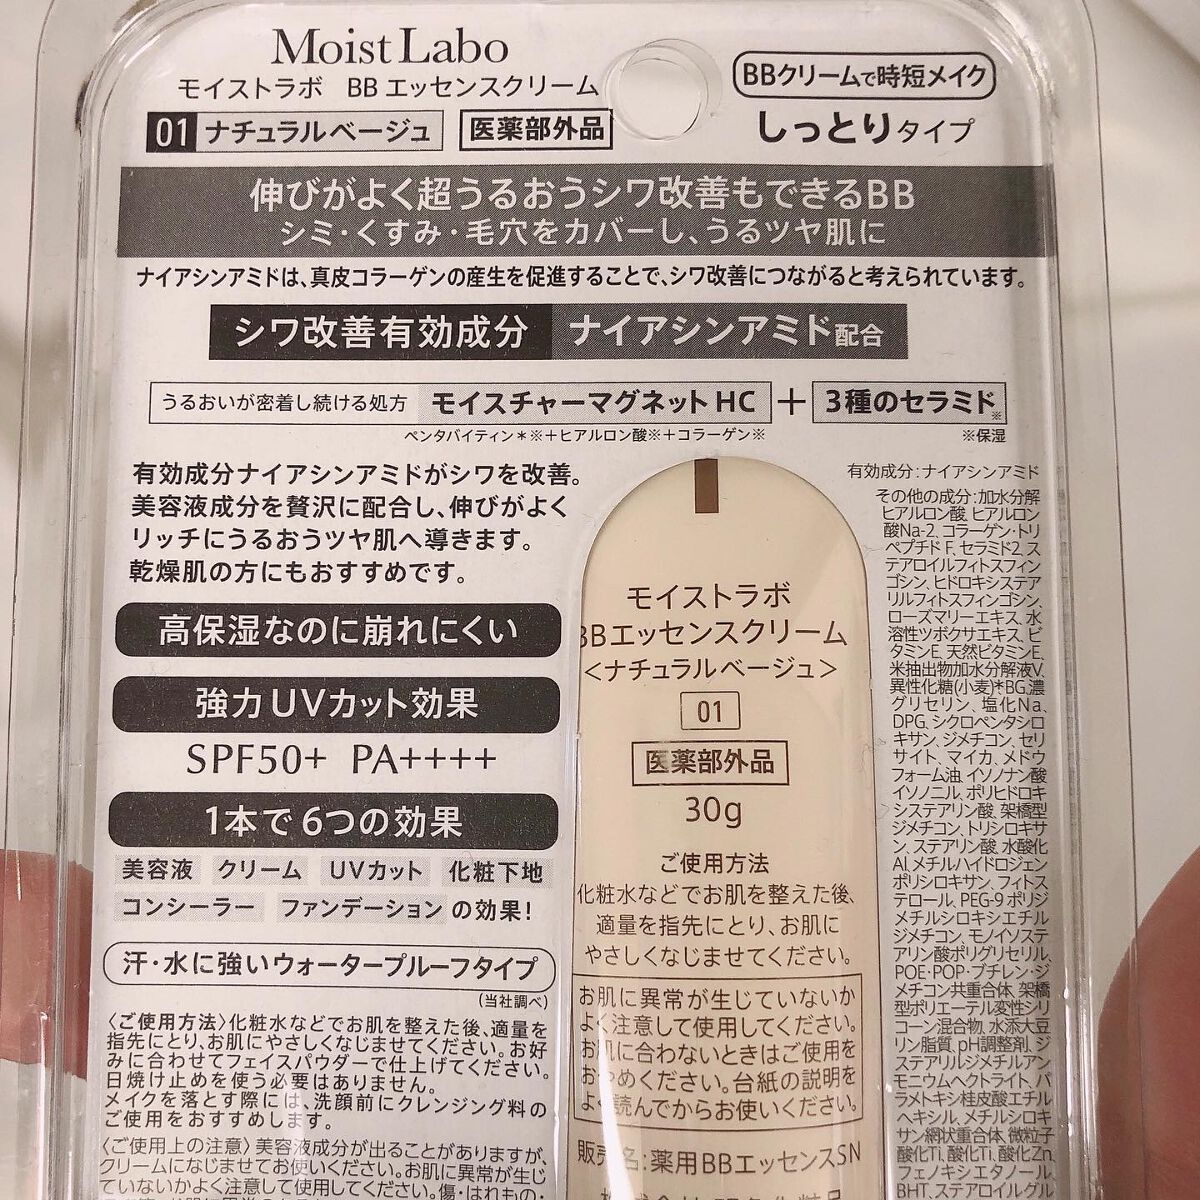 Moist Labo
モイストラボ BB エッセンスクリーム
01 ナチュラルベージュ 医薬部外品
BBクリームで時短メイク
しっとりタイプ
伸びがよく超うるおうシワ改善もできるBB
シミ・くすみ・毛穴をカバーし、うるツヤ肌に
ナイアシンアミドは、真皮コラーゲンの産生を促進することで、シワ改善につながると考えられています。
シワ改善有効成分 ナイアシンアミド配合
うるおいが密着し続ける処方 モイスチャーマグネット HC + 3種のセラミド※
ペンタバイティン*※+ヒアルロン酸※+コラーゲン※
※保湿
有効成分ナイアシンアミドがシワを改善。
美容液成分を贅沢に配合し、伸びがよく
リッチにうるおうツヤ肌へ導きます。
乾燥肌の方にもおすすめです。
高保湿なのに崩れにくい
強力UVカット効果
SPF50+ PA++++
1本で6つの効果
美容液 クリーム UVカット 化粧下地
コンシーラー ファンデーション の効果!
汗・水に強いウォータープルーフタイプ
(当社調べ)
〈ご使用方法〉化粧水などでお肌を整えた後、適量を
指先にとり、お肌にやさしくなじませてください。お好
みに合わせてフェイスパウダーで仕上げてください。
日焼け止めを使う必要はありません。
メイクを落とす際には、洗顔前にクレンジング料の
ご使用をおすすめします。
〈ご使用上の注意〉美容液成分が出ることがありますが、
クリームになじませてお使いください。お肌に異常が生じ
ていないかよく注意して使用してください。傷・はれもの・
モイストラボ
BBエッセンスクリーム
<ナチュラルベージュ>
01
医薬部外品
30g
ご使用方法
化粧水などでお肌を整えた後、
適量を指先にとり、お肌に
やさしくなじませてください。
お肌に異常が生じていないか
よく注意して使用してください。
お肌に合わないときはご使用を
おやめください。台紙の説明を
よく読んでからお使いください。
販売名:薬用BBエッセンスSN
有効成分:ナイアシンアミド
その他の成分:加水分解
ヒアルロン酸、ヒアルロン
酸Na-2、コラーゲン・トリ
ペプチド F、セラミド2、ス
テアロイルフィトスフィン
ゴシン、ヒドロキシステア
リルフィトスフィンゴシン、
ローズマリーエキス、水
溶性ツボクサエキス、ビ
タミンE、天然ビタミンE、
米抽出物加水分解液V、
異性化糖(小麦)*BG,濃
グリセリン、塩化Na、
DPG、シクロペンタシロ
キサン、ジメチコン、セリ
サイト、マイカ、メドウ
フォーム油、イソノナン酸
イソノニル、ポリヒドロキ
システアリン酸、架橋型
ジメチコン、トリシロキサ
ン、ステアリン酸、水酸化
Al、メチルハイドロジェン
ポリシロキサン、フィトス
テロール、PEG-9ポリジ
メチルシロキシエチル
ジメチコン、モノイソステ
アリン酸ポリグリセリル、
POE・POP・ブチレン・ジ
メチコン共重合体、架橋
型ポリエーテル変性シリ
コーン混合物、水添大豆
リン脂質、pH調整剤、ジ
ステアリルジメチルアン
モニウムヘクトライト、パ
ラメトキシ桂皮酸エチル
ヘキシル、メチルシロキ
サン網状重合体、微粒子
酸化Ti、酸化Ti、酸化Zn、
フェノキシエタノール、
BHT、ステアロイルグル